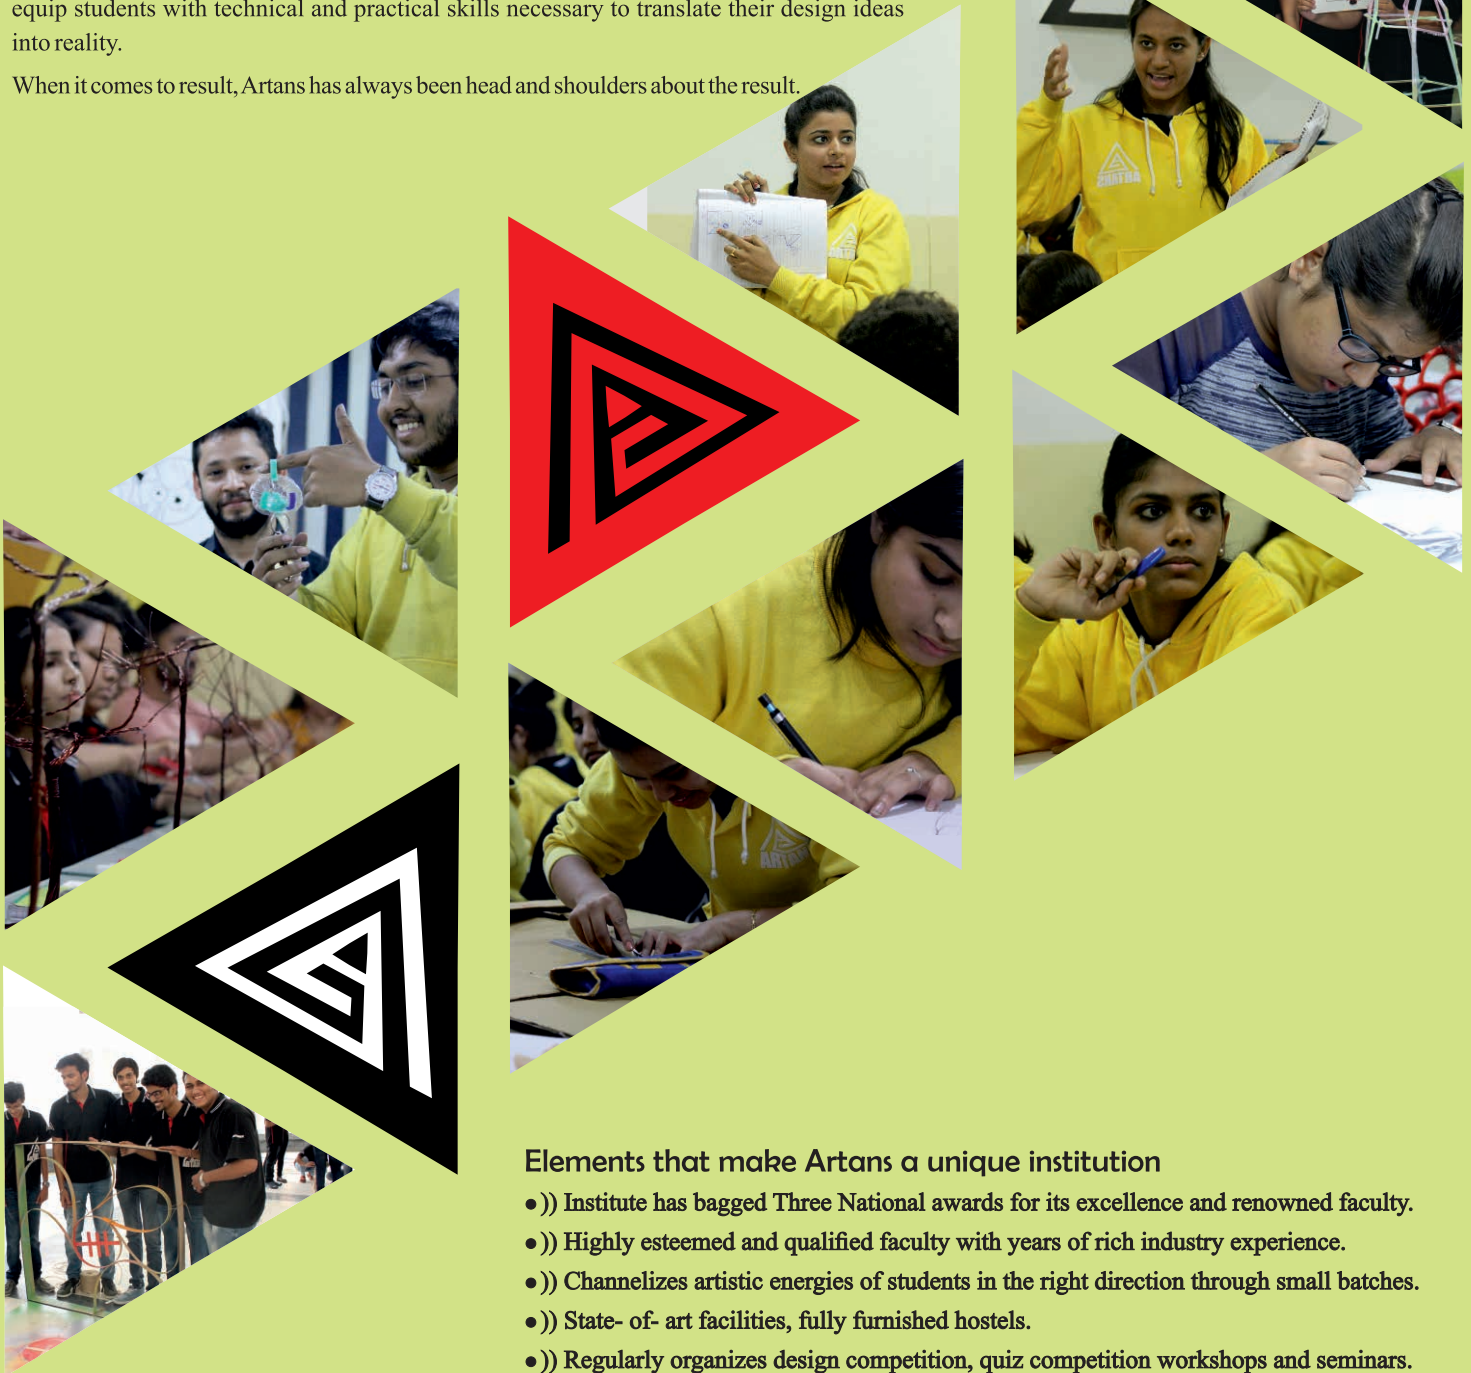 equip students with technical and practical skills necessary to translate their design ideas
into reality.
When it comes to result, Artans has always been head and shoulders about the result.
Elements that make Artans a unique institution
● )) Institute has bagged Three National awards for its excellence and renowned faculty.
● )) Highly esteemed and qualified faculty with years of rich industry experience.
● )) Channelizes artistic energies of students in the right direction through small batches.
● )) State- of- art facilities, fully furnished hostels.
● )) Regularly organizes design competition, quiz competition workshops and seminars.